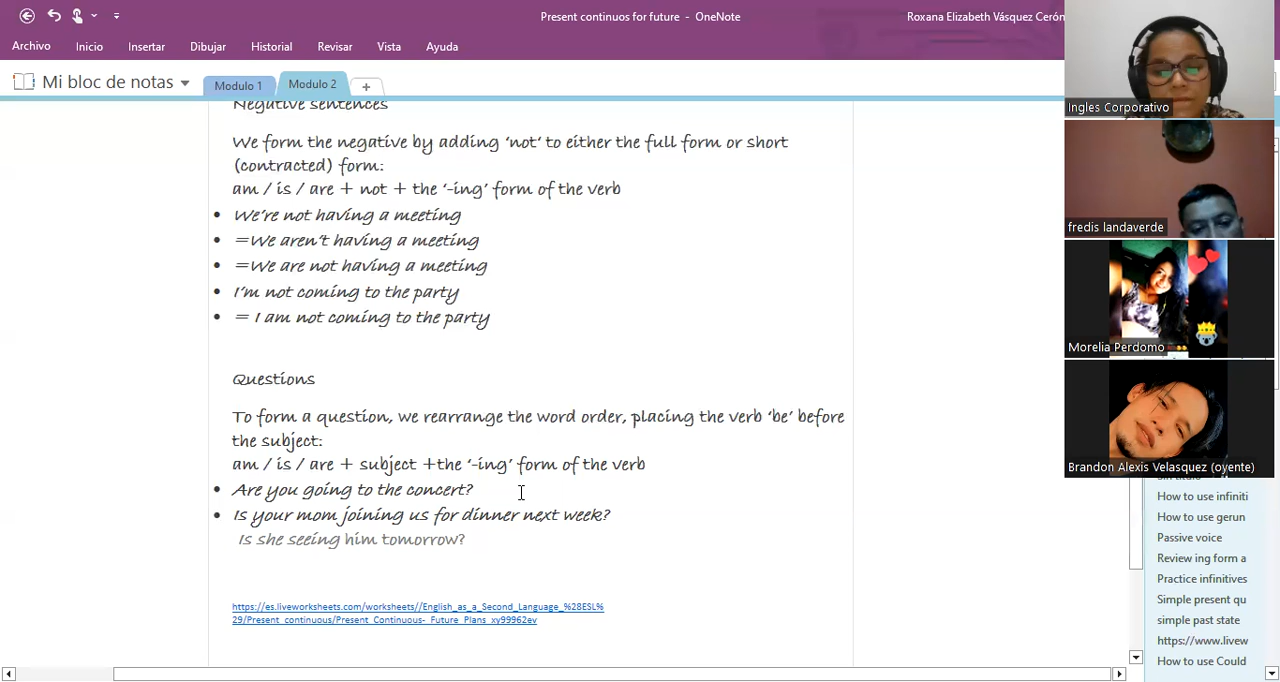 Present continuos for future - OneNote
Roxana Elizabeth Vásquez Cerón
Archivo Inicio Insertar Dibujar Historial Revisar Vista Ayuda
Mi bloc de notas
Modulo 1
Modulo 2
+
Negative sentences
We form the negative by adding ‘not’ to either the full form or short
(contracted) form:
am / is / are + not + the ‘-ing’ form of the verb
We’re not having a meeting
=We aren’t having a meeting
=We are not having a meeting
I’m not coming to the party
= I am not coming to the party
Questions
To form a question, we rearrange the word order, placing the verb ‘be’ before
the subject:
am / is / are + subject +the ‘-ing’ form of the verb
Are you going to the concert?
Is your mom joining us for dinner next week?
Is she seeing him tomorrow?
https://es.liveworksheets.com/worksheets//English_as_a_Second_Language_%28ESL%
29/Present_continuous/Present_Continuous-_Future_Plans_xy99962ev
Ingles Corporativo
fredis landaverde
Morelia Perdomo
Brandon Alexis Velasquez (oyente)
How to use infiniti
How to use gerun
Passive voice
Review ing form a
Practice infinitives
Simple present qu
simple past state
https://www.livew
How to use Could